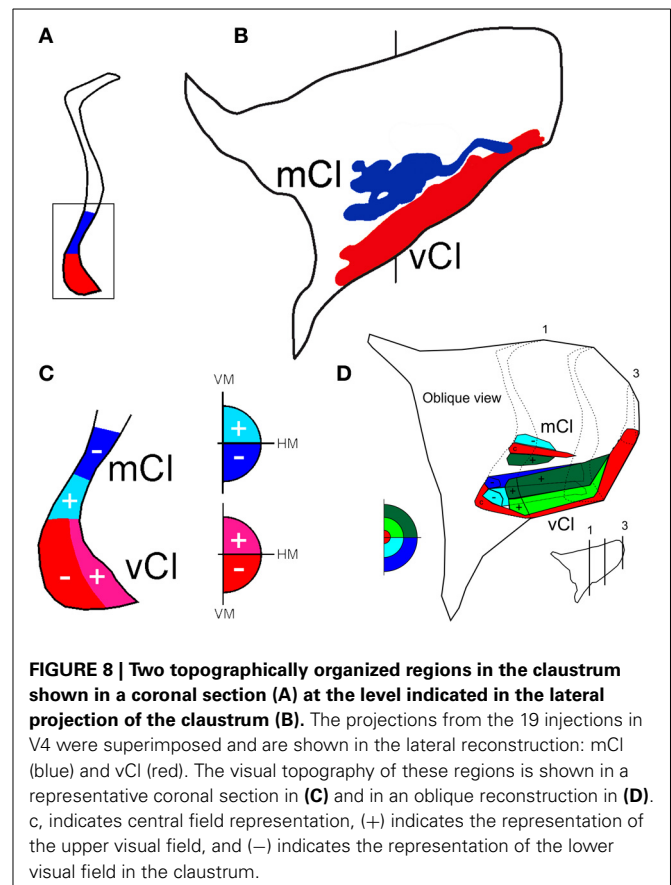 A
B
mCl
vCl
C
VM
+
HM
−
−
mCl
+
−
+
vCl
+
HM
−
VM
D
1
3
Oblique view
mCl
-
c
+
-
+
-
+
c
+
vCl
1
3
FIGURE 8 | Two topographically organized regions in the claustrum
shown in a coronal section (A) at the level indicated in the lateral
projection of the claustrum (B). The projections from the 19 injections in
V4 were superimposed and are shown in the lateral reconstruction: mCl
(blue) and vCl (red). The visual topography of these regions is shown in a
representative coronal section in (C) and in an oblique reconstruction in (D).
c, indicates central field representation, (+) indicates the representation of
the upper visual field, and (−) indicates the representation of the lower
visual field in the claustrum.